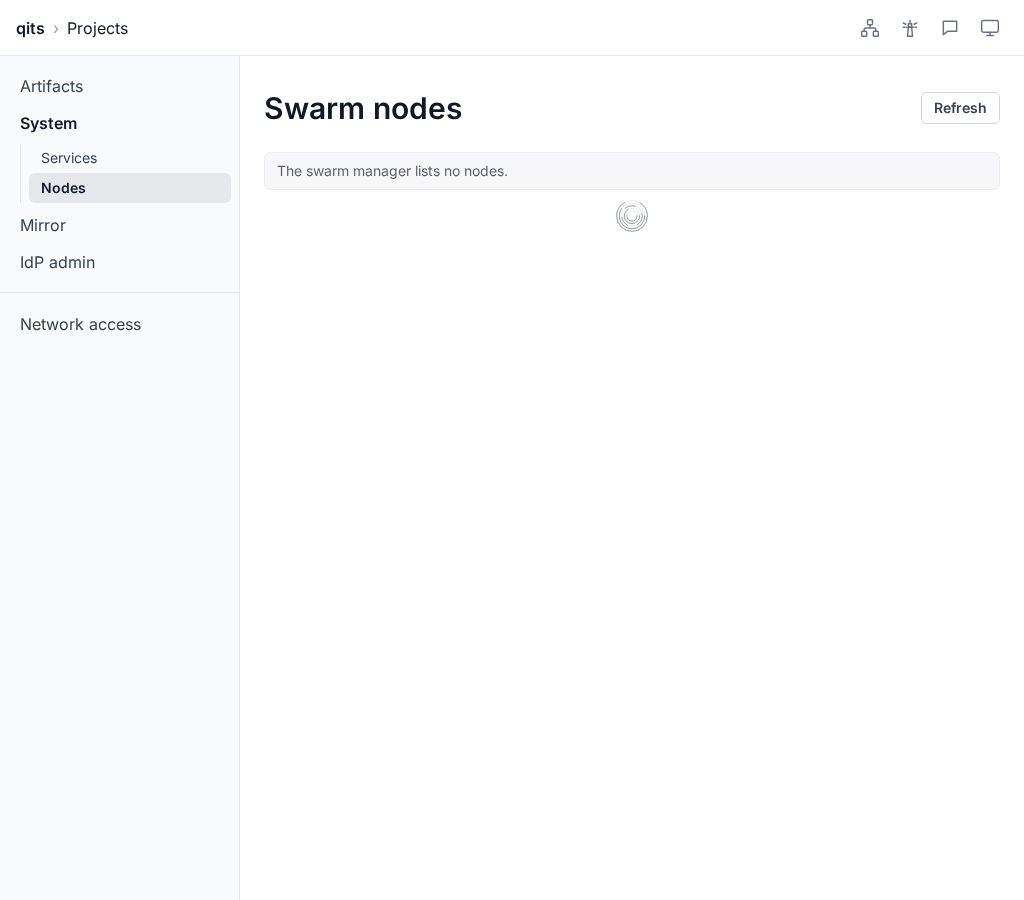 qits › Projects
Artifacts
System
Services
Nodes
Mirror
IdP admin
Network access
Swarm nodes
Refresh
The swarm manager lists no nodes.